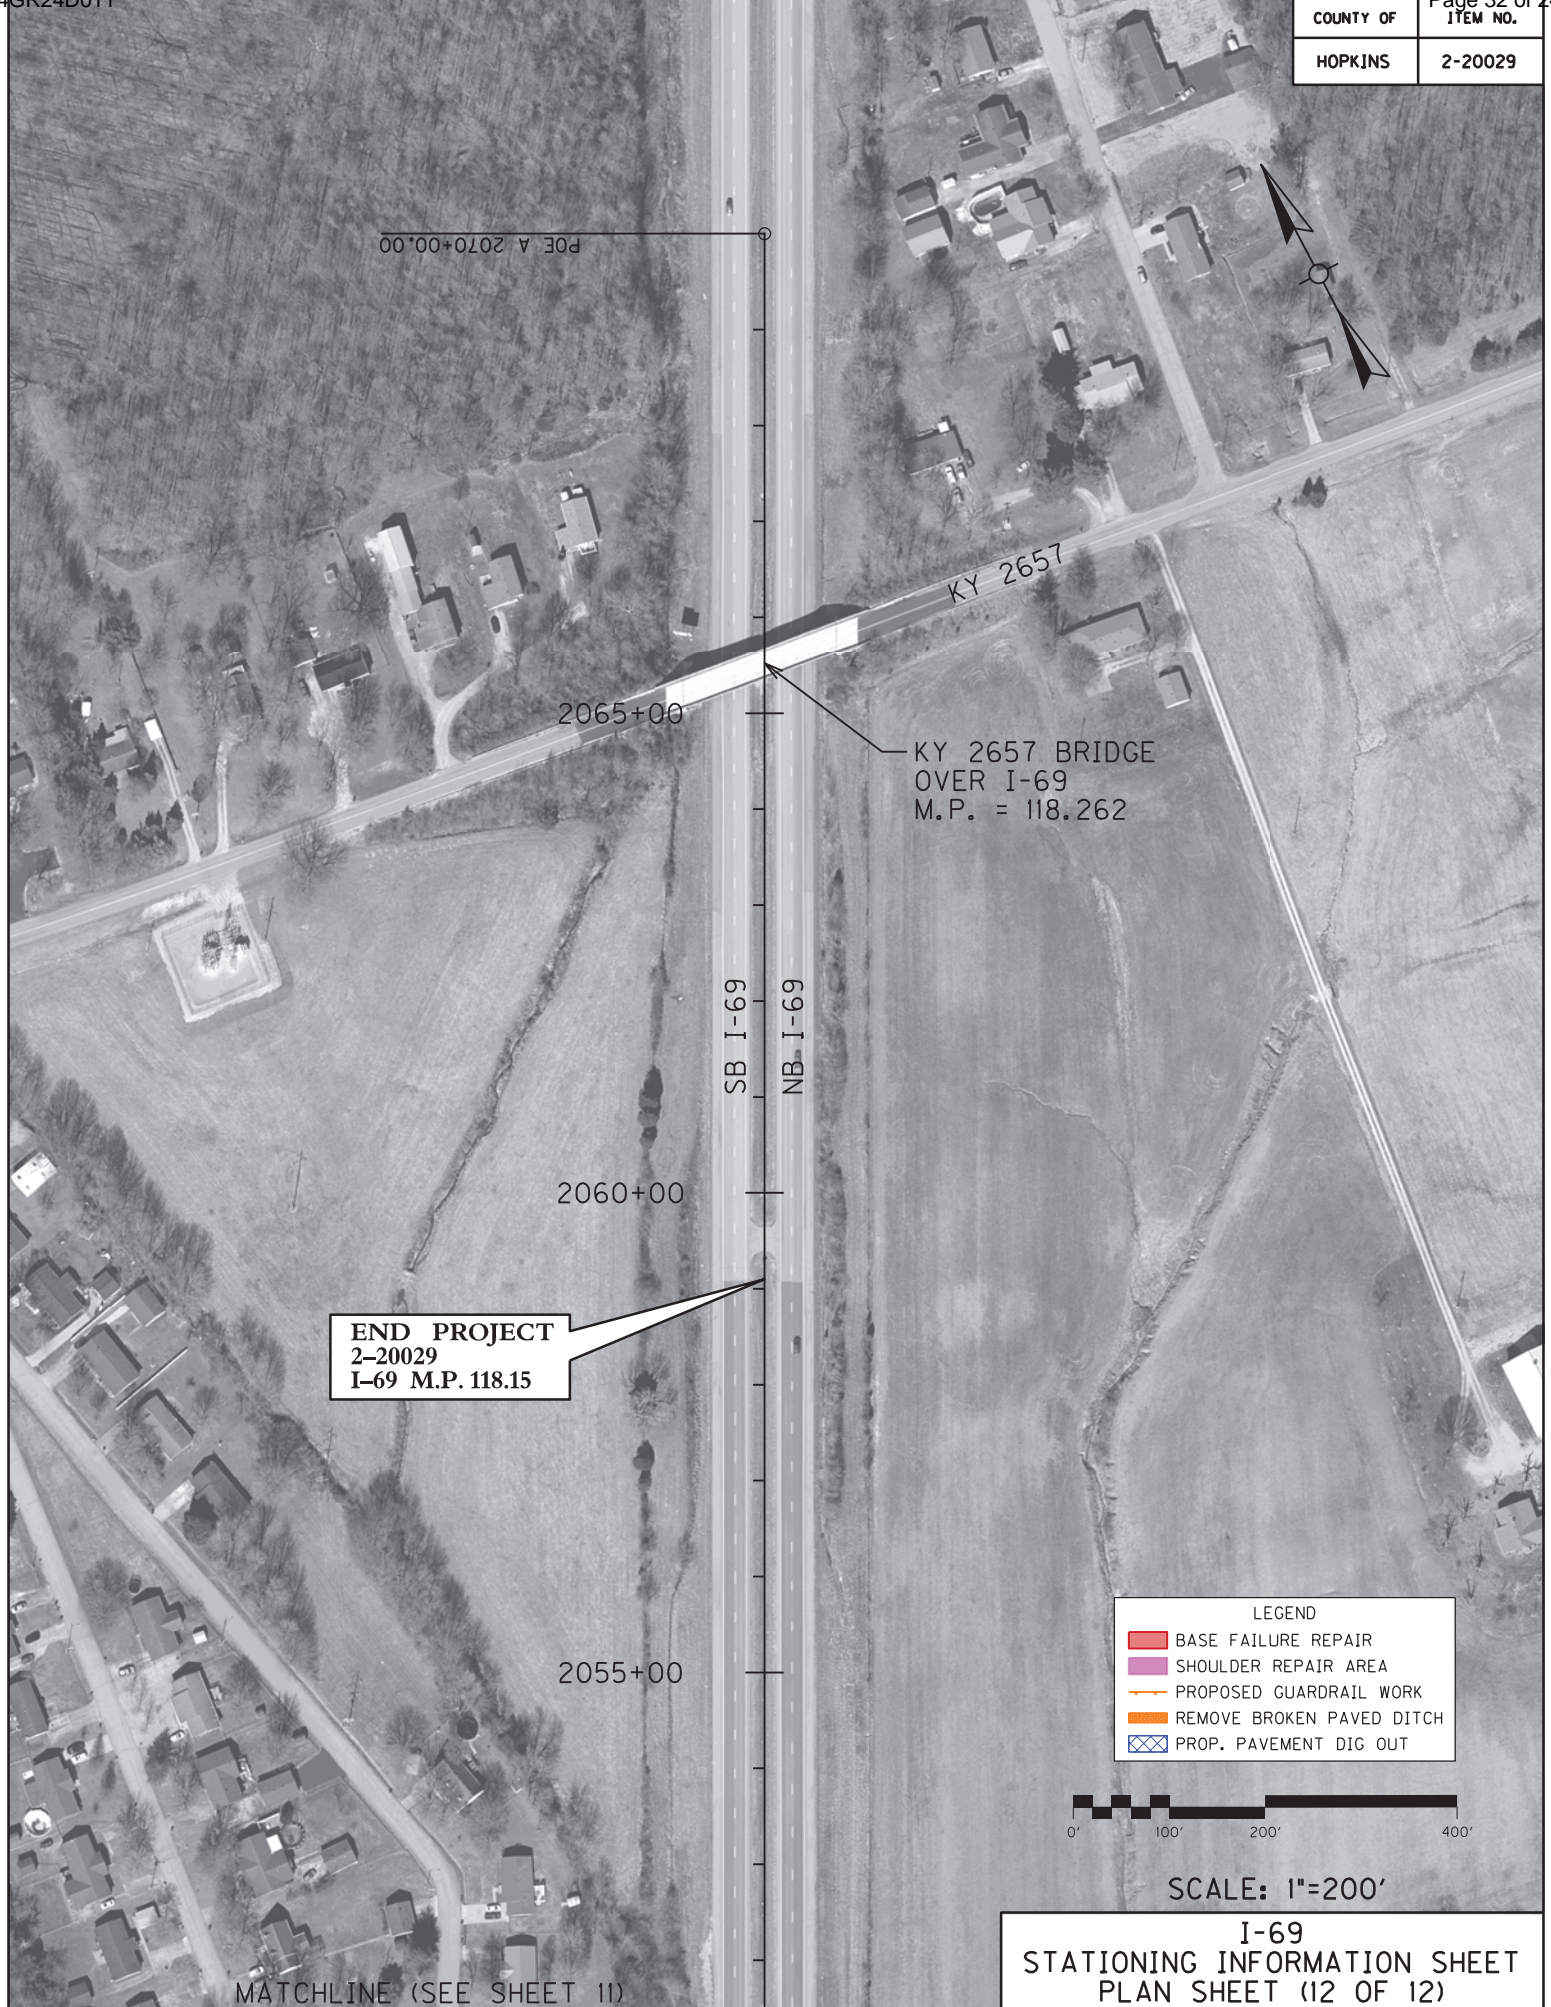 COUNTY OF
ITEM NO.
HOPKINS
2-20029
POE A 2070+00.00
KY 2657
2065+00
KY 2657 BRIDGE
OVER I-69
M.P. = 118.262
SB I-69
NB I-69
2060+00
END PROJECT
2-20029
I-69 M.P. 118.15
2055+00
LEGEND
BASE FAILURE REPAIR
SHOULDER REPAIR AREA
PROPOSED GUARDRAIL WORK
REMOVE BROKEN PAVED DITCH
PROP. PAVEMENT DIG OUT
0' 100' 200' 400'
SCALE: 1"=200'
MATCHLINE (SEE SHEET 11)
I-69
STATIONING INFORMATION SHEET
PLAN SHEET (12 OF 12)